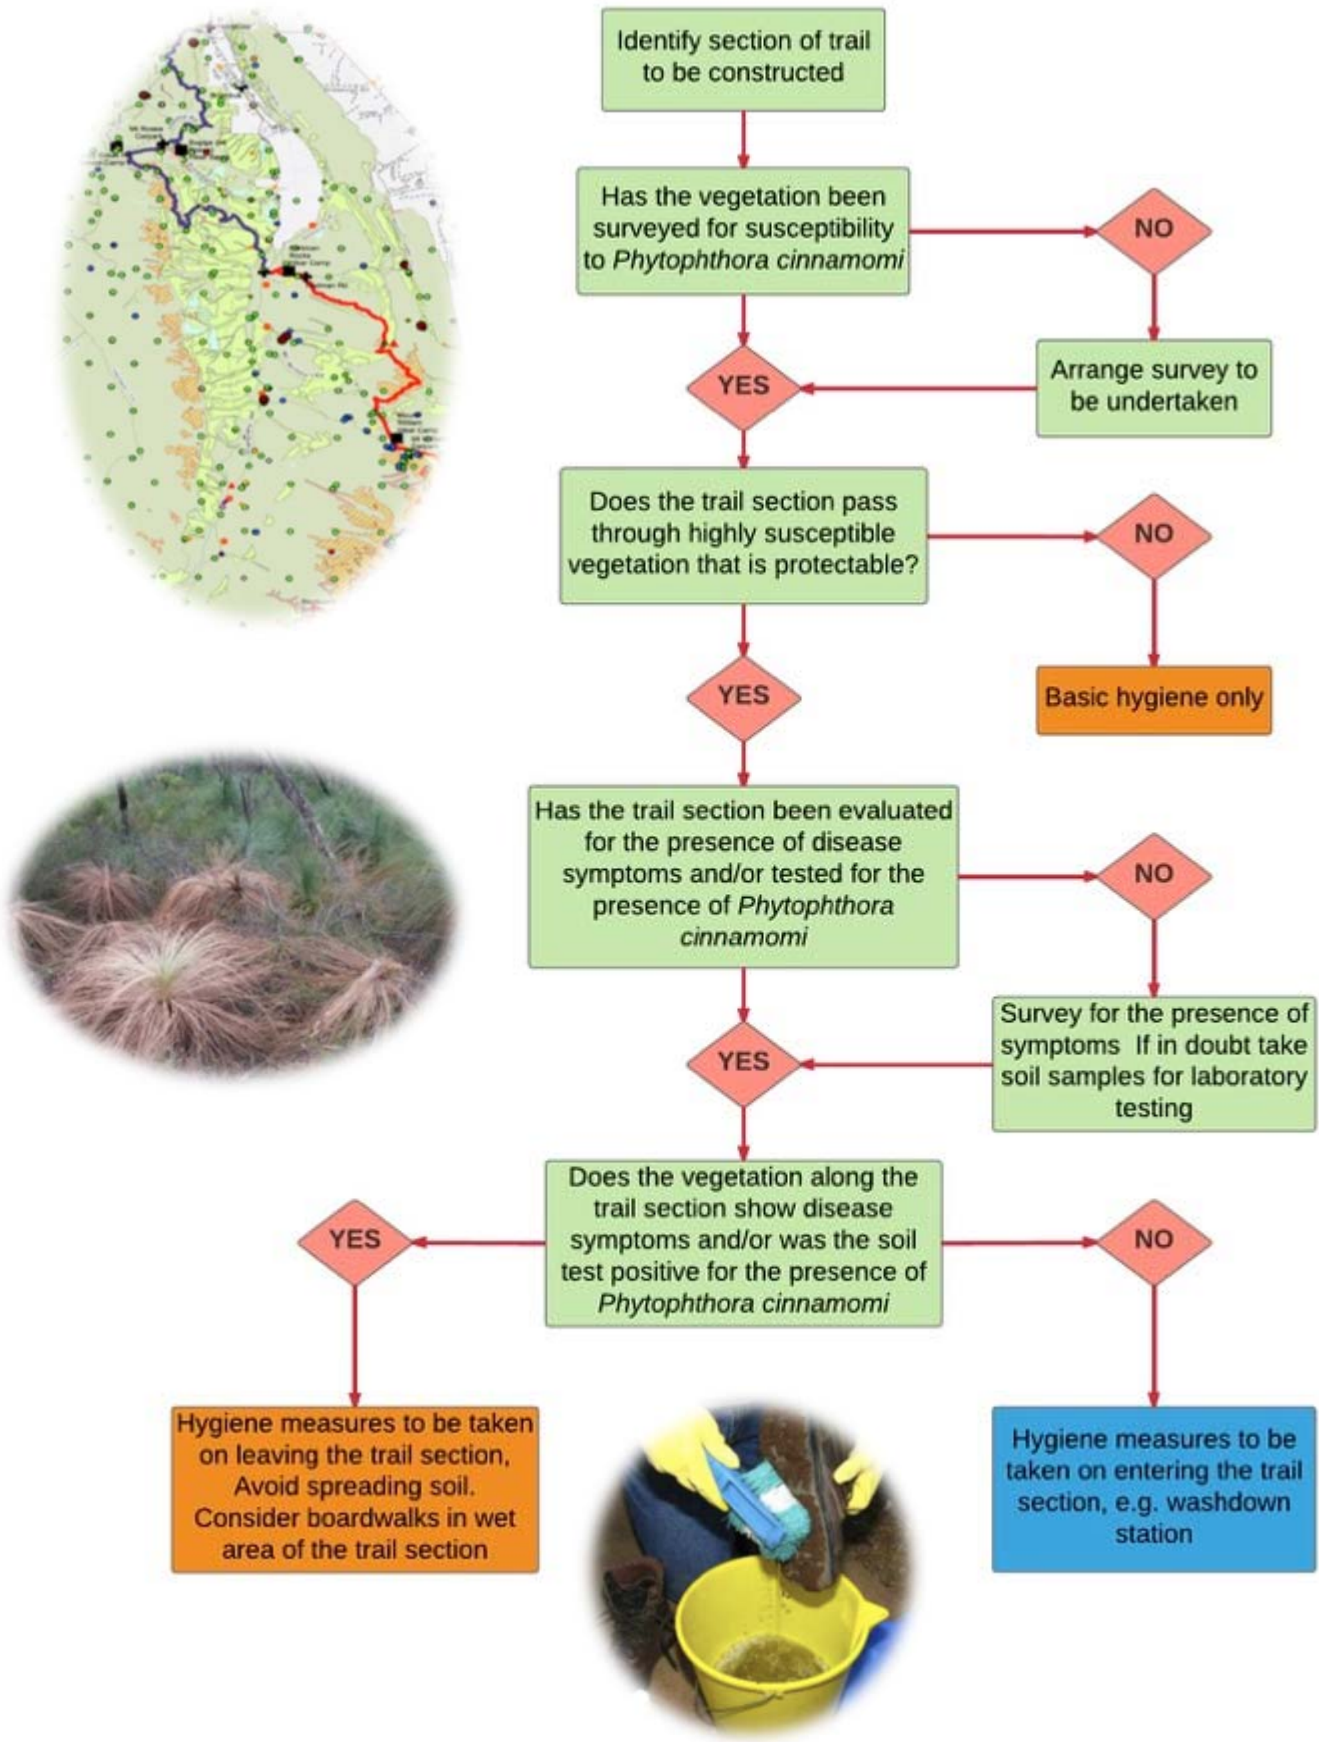 Identify section of trail
to be constructed
Has the vegetation been
surveyed for susceptibility
to Phytophthora cinnamomi
NO
YES
Arrange survey to
be undertaken
Does the trail section pass
through highly susceptible
vegetation that is protectable?
NO
YES
Basic hygiene only
Has the trail section been evaluated
for the presence of disease
symptoms and/or tested for the
presence of Phytophthora
cinnamomi
NO
YES
Survey for the presence of
symptoms If in doubt take
soil samples for laboratory
testing
Does the vegetation along the
trail section show disease
symptoms and/or was the soil
test positive for the presence of
Phytophthora cinnamomi
YES
NO
Hygiene measures to be taken
on leaving the trail section,
Avoid spreading soil.
Consider boardwalks in wet
area of the trail section
Hygiene measures to be
taken on entering the trail
section, e.g. washdown
station